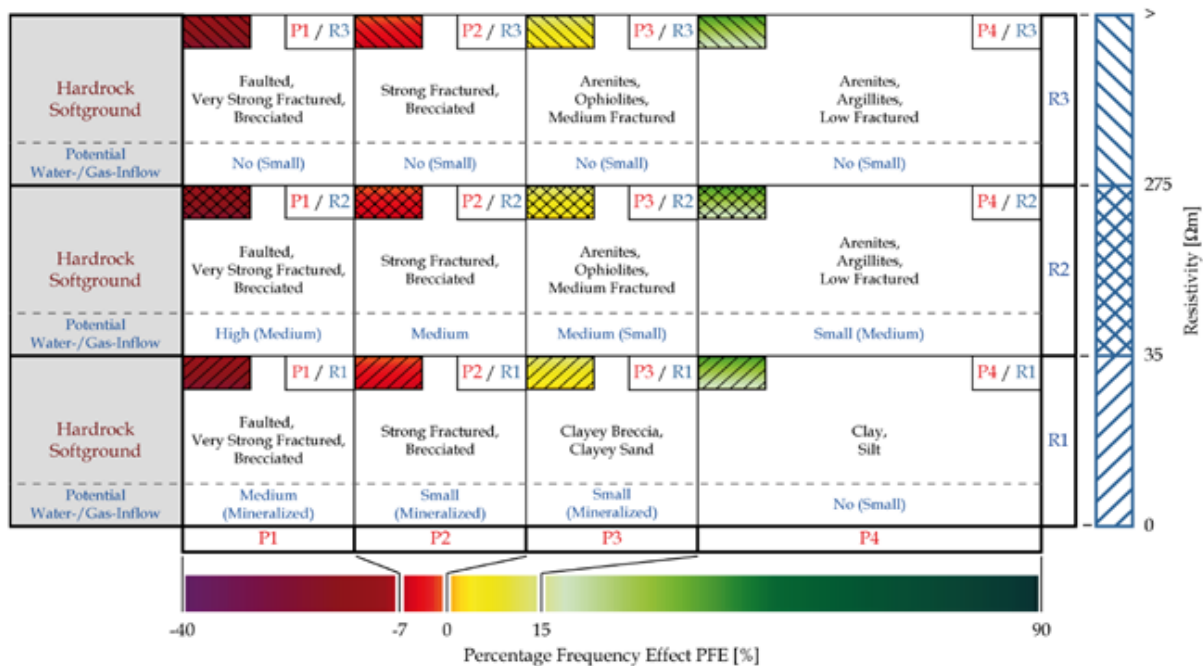 P1 / R3
P2 / R3
P3 / R3
P4 / R3
>
Hardrock
Softground
Faulted,
Very Strong Fractured,
Brecciated
Strong Fractured,
Brecciated
Arenites,
Ophiolites,
Medium Fractured
Arenites,
Argillites,
Low Fractured
R3
Potential
Water-/Gas-Inflow
No (Small)
No (Small)
No (Small)
No (Small)
275
P1 / R2
P2 / R2
P3 / R2
P4 / R2
Hardrock
Softground
Faulted,
Very Strong Fractured,
Brecciated
Strong Fractured,
Brecciated
Arenites,
Ophiolites,
Medium Fractured
Arenites,
Argillites,
Low Fractured
R2
Resistivity [Ωm]
Potential
Water-/Gas-Inflow
High (Medium)
Medium
Medium (Small)
Small (Medium)
35
P1 / R1
P2 / R1
P3 / R1
P4 / R1
Hardrock
Softground
Faulted,
Very Strong Fractured,
Brecciated
Strong Fractured,
Brecciated
Clayey Breccia,
Clayey Sand
Clay,
Silt
R1
Potential
Water-/Gas-Inflow
Medium
(Mineralized)
Small
(Mineralized)
Small
(Mineralized)
No (Small)
0
P1
P2
P3
P4
-40
-7
0
15
90
Percentage Frequency Effect PFE [%]